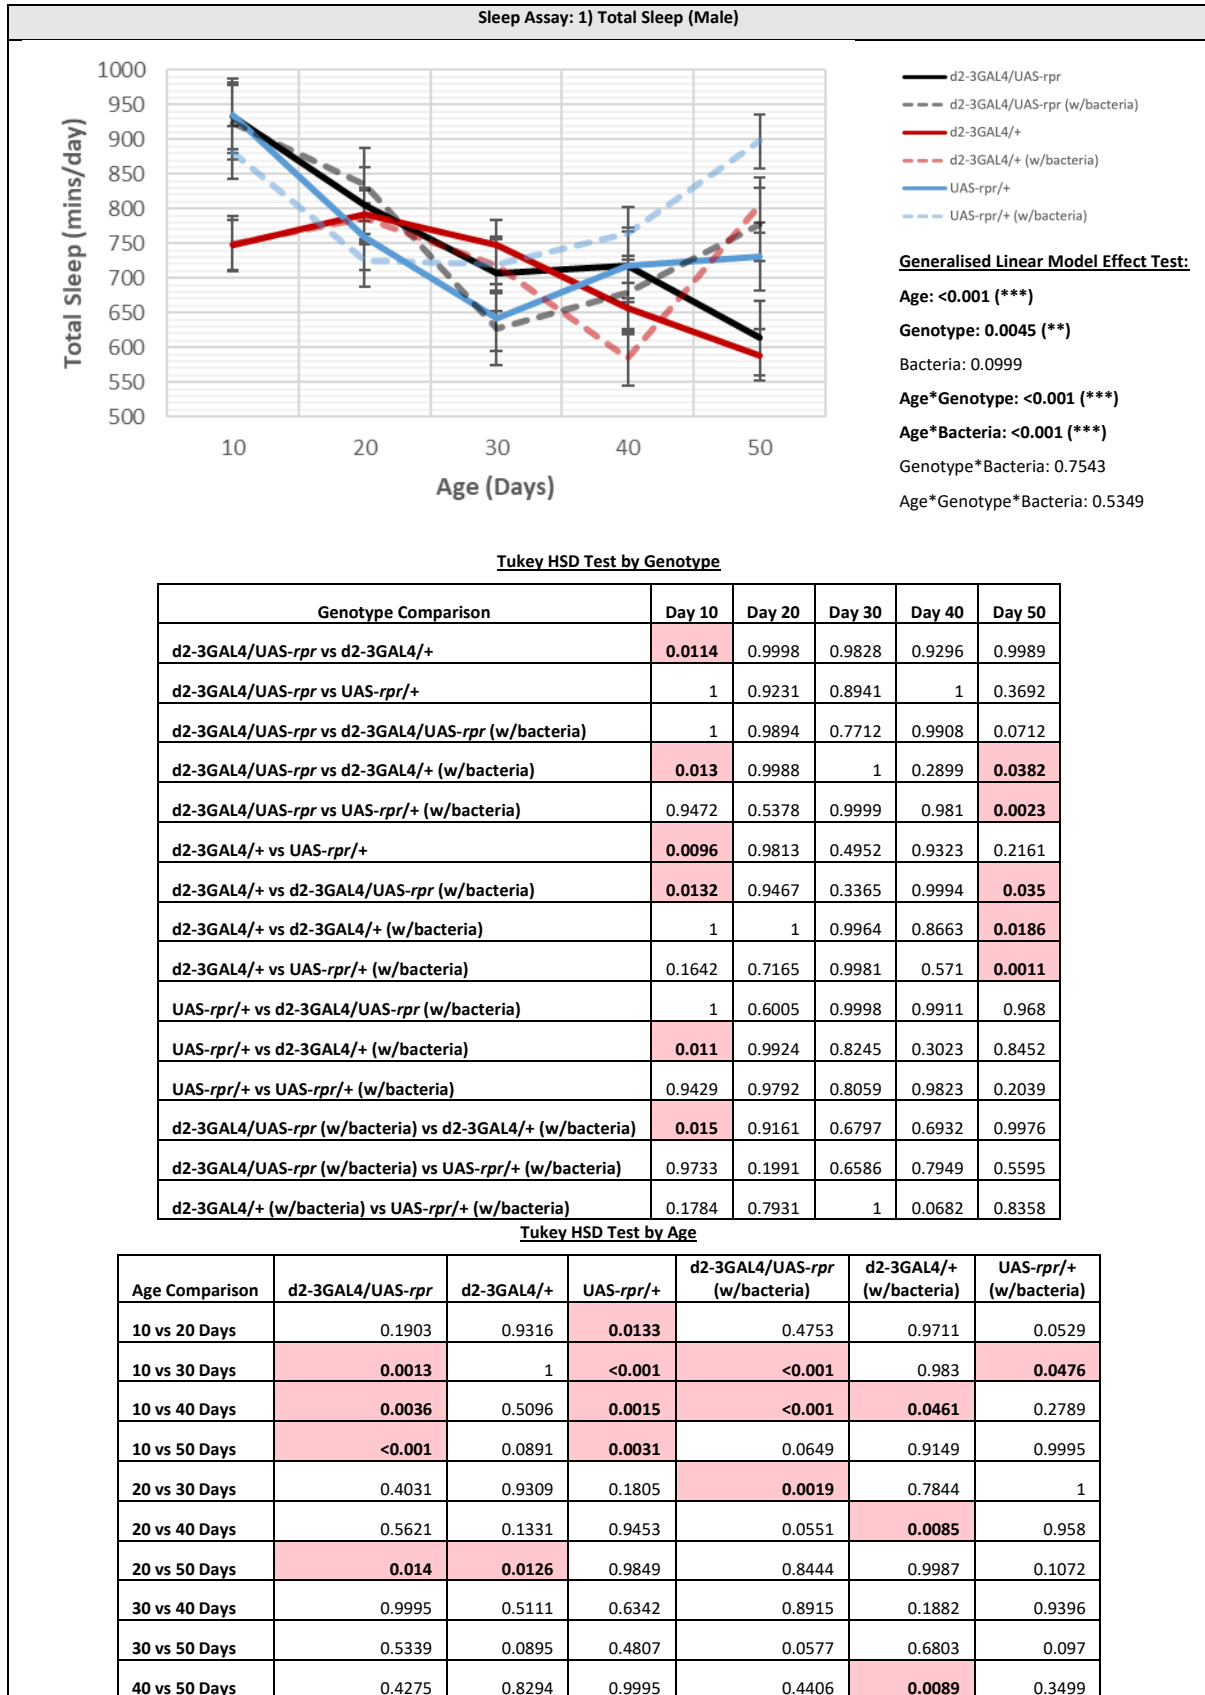 Sleep Assay: 1) Total Sleep (Male)
1000
950
900
850
800
750
700
650
600
550
500
Total Sleep (mins/day)
10 20 30 40 50
Age (Days)
d2-3GAL4/UAS-rpr
d2-3GAL4/UAS-rpr (w/bacteria)
d2-3GAL4/+
d2-3GAL4/+ (w/bacteria)
UAS-rpr/+
UAS-rpr/+ (w/bacteria)
Generalised Linear Model Effect Test:
Age: <0.001 (***)
Genotype: 0.0045 (**)
Bacteria: 0.0999
Age*Genotype: <0.001 (***)
Age*Bacteria: <0.001 (***)
Genotype*Bacteria: 0.7543
Age*Genotype*Bacteria: 0.5349
Tukey HSD Test by Genotype
Genotype Comparison Day 10 Day 20 Day 30 Day 40 Day 50
d2-3GAL4/UAS-rpr vs d2-3GAL4/+ 0.0114 0.9998 0.9828 0.9296 0.9989
d2-3GAL4/UAS-rpr vs UAS-rpr/+ 1 0.9231 0.8941 1 0.3692
d2-3GAL4/UAS-rpr vs d2-3GAL4/UAS-rpr (w/bacteria) 1 0.9894 0.7712 0.9908 0.0712
d2-3GAL4/UAS-rpr vs d2-3GAL4/+ (w/bacteria) 0.013 0.9988 1 0.2899 0.0382
d2-3GAL4/UAS-rpr vs UAS-rpr/+ (w/bacteria) 0.9472 0.5378 0.9999 0.981 0.0023
d2-3GAL4/+ vs UAS-rpr/+ 0.0096 0.9813 0.4952 0.9323 0.2161
d2-3GAL4/+ vs d2-3GAL4/UAS-rpr (w/bacteria) 0.0132 0.9467 0.3365 0.9994 0.035
d2-3GAL4/+ vs d2-3GAL4/+ (w/bacteria) 1 1 0.9964 0.8663 0.0186
d2-3GAL4/+ vs UAS-rpr/+ (w/bacteria) 0.1642 0.7165 0.9981 0.571 0.0011
UAS-rpr/+ vs d2-3GAL4/UAS-rpr (w/bacteria) 1 0.6005 0.9998 0.9911 0.968
UAS-rpr/+ vs d2-3GAL4/+ (w/bacteria) 0.011 0.9924 0.8245 0.3023 0.8452
UAS-rpr/+ vs UAS-rpr/+ (w/bacteria) 0.9429 0.9792 0.8059 0.9823 0.2039
d2-3GAL4/UAS-rpr (w/bacteria) vs d2-3GAL4/+ (w/bacteria) 0.015 0.9161 0.6797 0.6932 0.9976
d2-3GAL4/UAS-rpr (w/bacteria) vs UAS-rpr/+ (w/bacteria) 0.9733 0.1991 0.6586 0.7949 0.5595
d2-3GAL4/+ (w/bacteria) vs UAS-rpr/+ (w/bacteria) 0.1784 0.7931 1 0.0682 0.8358
Tukey HSD Test by Age
Age Comparison d2-3GAL4/UAS-rpr d2-3GAL4/+ UAS-rpr/+ d2-3GAL4/UAS-rpr (w/bacteria) d2-3GAL4/+ (w/bacteria) UAS-rpr/+ (w/bacteria)
10 vs 20 Days 0.1903 0.9316 0.0133 0.4753 0.9711 0.0529
10 vs 30 Days 0.0013 1 <0.001 <0.001 0.983 0.0476
10 vs 40 Days 0.0036 0.5096 0.0015 <0.001 0.0461 0.2789
10 vs 50 Days <0.001 0.0891 0.0031 0.0649 0.9149 0.9995
20 vs 30 Days 0.4031 0.9309 0.1805 0.0019 0.7844 1
20 vs 40 Days 0.5621 0.1331 0.9453 0.0551 0.0085 0.958
20 vs 50 Days 0.014 0.0126 0.9849 0.8444 0.9987 0.1072
30 vs 40 Days 0.9995 0.5111 0.6342 0.8915 0.1882 0.9396
30 vs 50 Days 0.5339 0.0895 0.4807 0.0577 0.6803 0.097
40 vs 50 Days 0.4275 0.8294 0.9995 0.4406 0.0089 0.3499